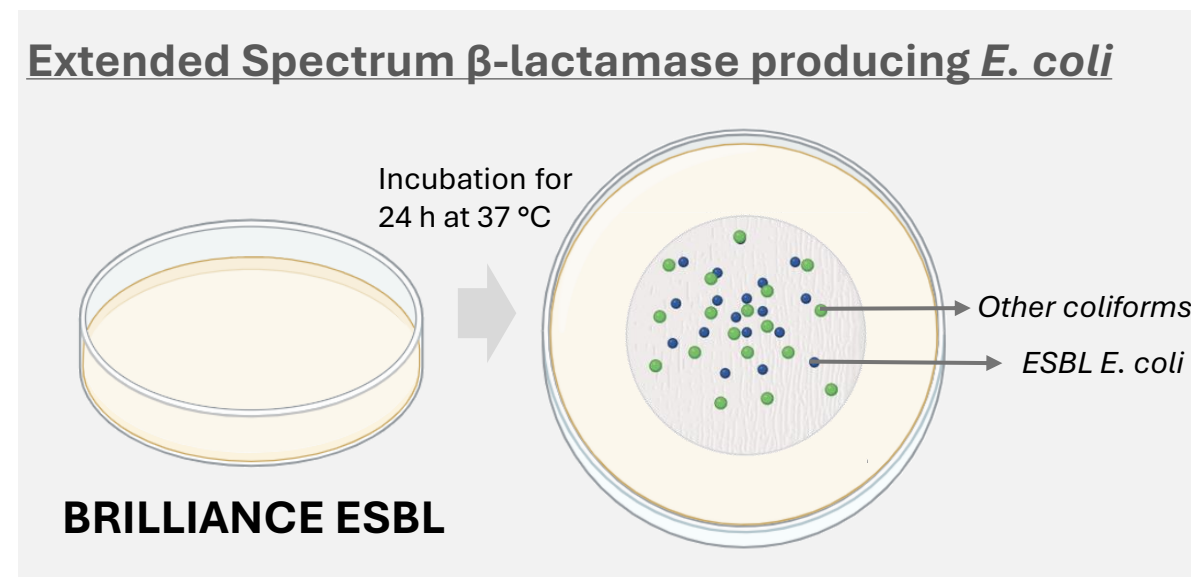 Extended Spectrum β-lactamase producing E. coli
Incubation for
24 h at 37 °C
Other coliforms
ESBL E. coli
BRILLIANCE ESBL